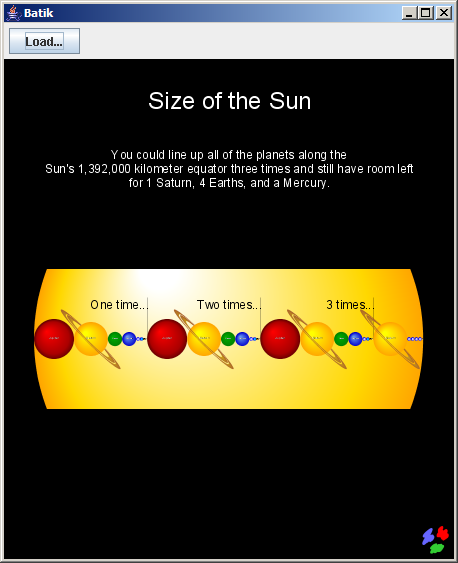 Batik
Load...
Size of the Sun
You could line up all of the planets along the
Sun's 1,392,000 kilometer equator three times and still have room left
for 1 Saturn, 4 Earths, and a Mercury.
One time... Two times... 3 times...